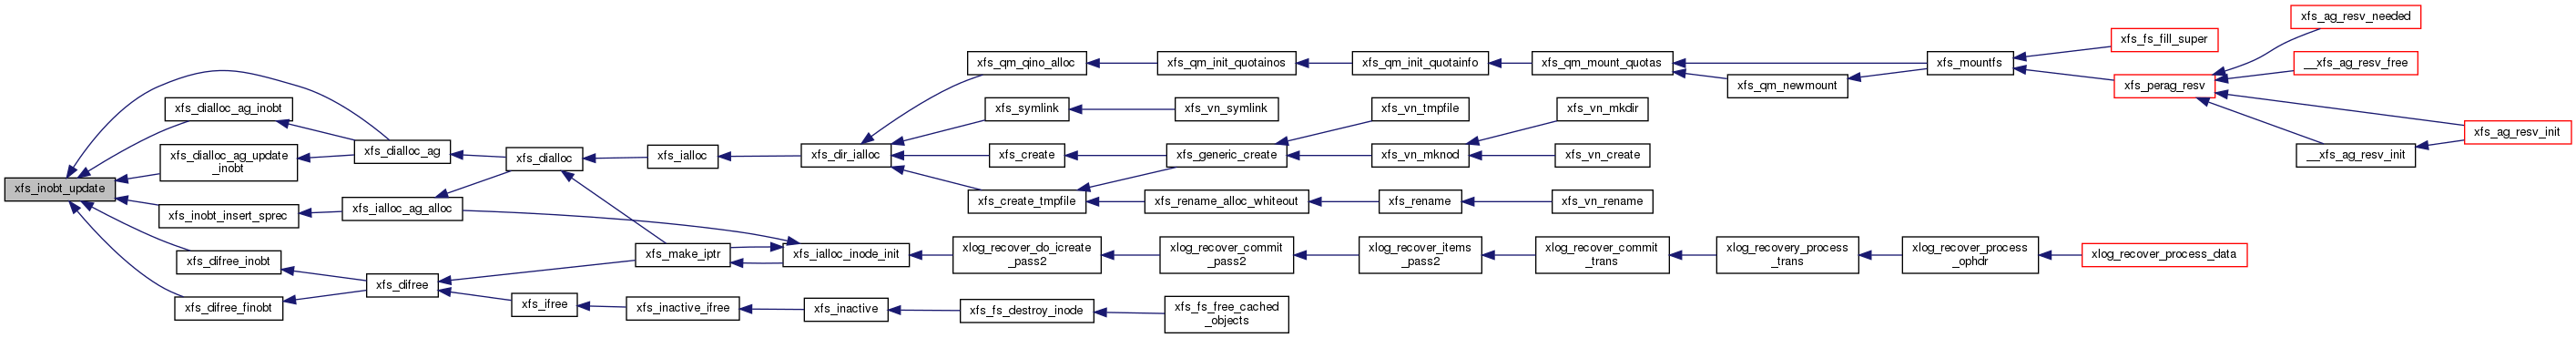 xfs_ag_resv_needed
xfs_fs_fill_super
xfs_qm_qino_alloc
xfs_qm_init_quotainos
xfs_qm_init_quotainfo
xfs_qm_mount_quotas
xfs_mountfs
__xfs_ag_resv_free
xfs_qm_newmount
xfs_perag_resv
xfs_dialloc_ag_inobt
xfs_symlink
xfs_vn_symlink
xfs_vn_tmpfile
xfs_vn_mkdir
xfs_ag_resv_init
xfs_dialloc_ag
xfs_dialloc_ag_update
_inobt
xfs_dialloc
xfs_ialloc
xfs_dir_ialloc
xfs_create
xfs_generic_create
xfs_vn_mknod
xfs_vn_create
__xfs_ag_resv_init
xfs_inobt_update
xfs_inobt_insert_sprec
xfs_ialloc_ag_alloc
xfs_create_tmpfile
xfs_rename_alloc_whiteout
xfs_rename
xfs_vn_rename
xfs_difree_inobt
xfs_make_iptr
xfs_ialloc_inode_init
xlog_recover_do_icreate
_pass2
xlog_recover_commit
_pass2
xlog_recover_items
_pass2
xlog_recover_commit
_trans
xlog_recovery_process
_trans
xlog_recover_process
_ophdr
xlog_recover_process_data
xfs_difree
xfs_difree_finobt
xfs_ifree
xfs_inactive_ifree
xfs_inactive
xfs_fs_destroy_inode
xfs_fs_free_cached
_objects